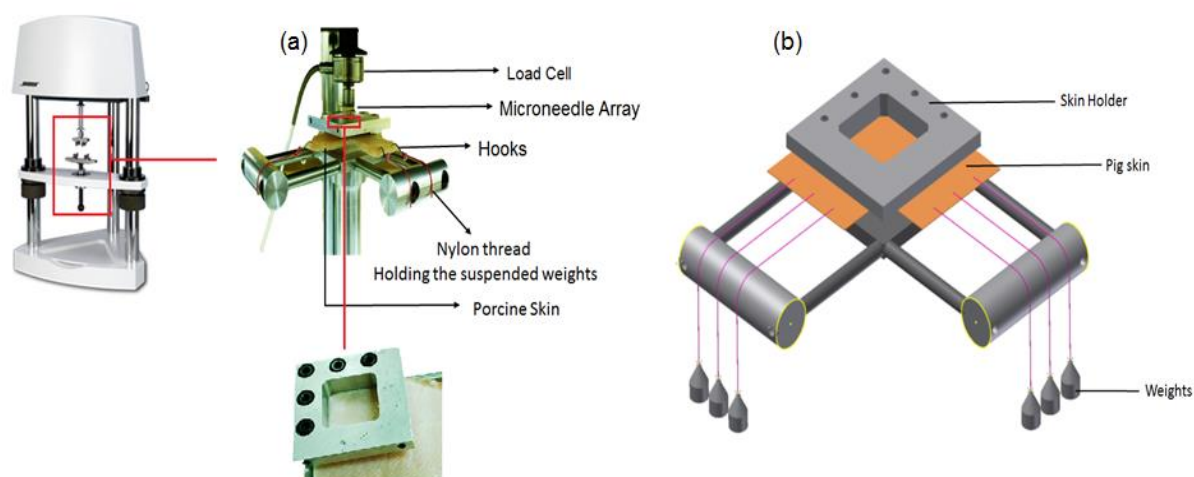 (a)
Load Cell
Microneedle Array
Hooks
Nylon thread
Holding the suspended weights
Porcine Skin
(b)
Skin Holder
Pig skin
Weights